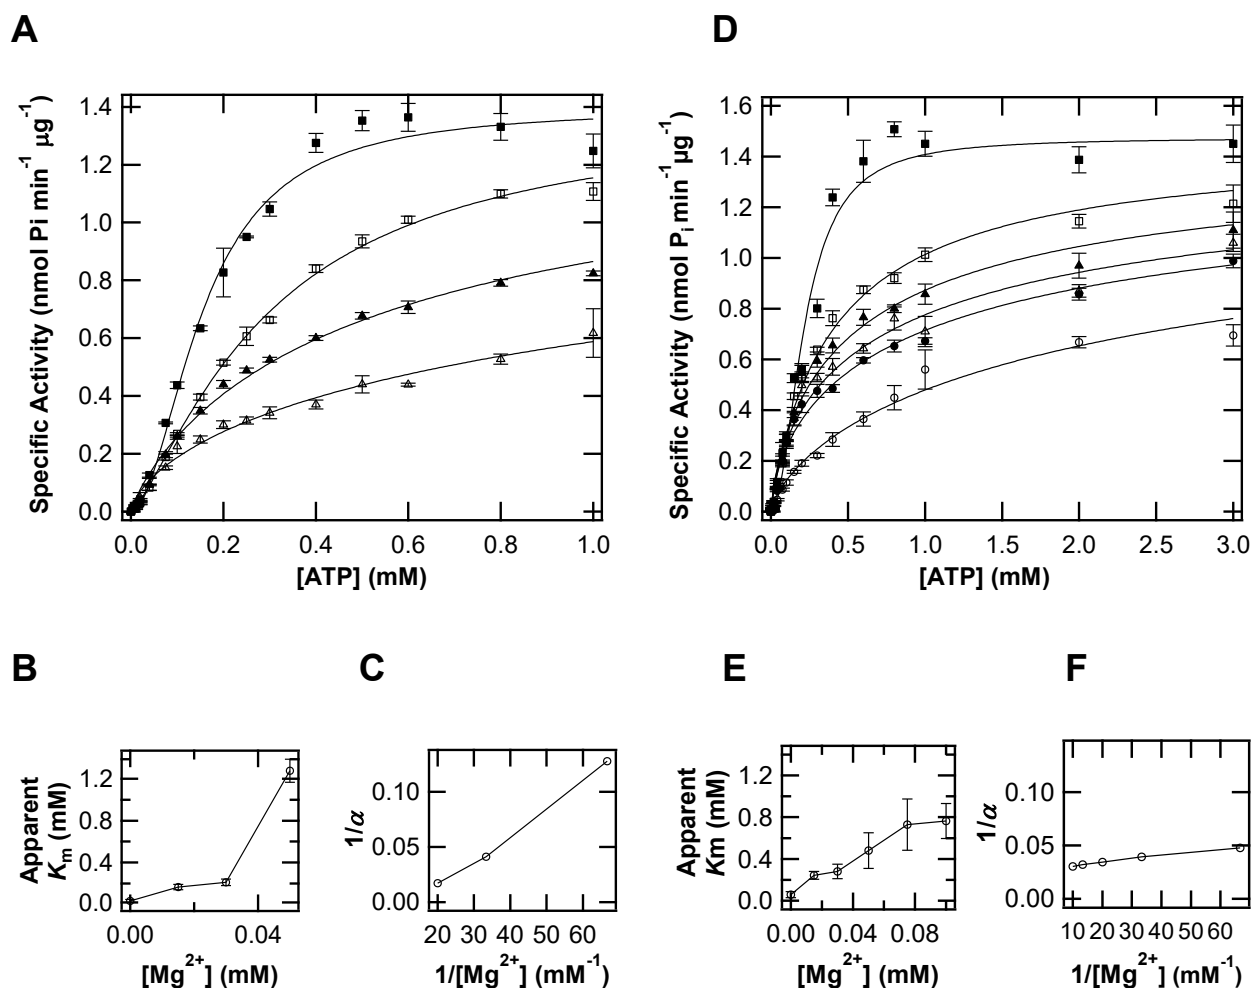 A
D
Specific Activity (nmol Pi min⁻¹ µg⁻¹)
1.4
1.2
1.0
0.8
0.6
0.4
0.2
0.0
0.0 0.2 0.4 0.6 0.8 1.0
[ATP] (mM)
Specific Activity (nmol Pᵢ min⁻¹µg⁻¹)
1.6
1.4
1.2
1.0
0.8
0.6
0.4
0.2
0.0
0.0 0.5 1.0 1.5 2.0 2.5 3.0
[ATP] (mM)
B
C
E
F
Apparent
Kₘ (mM)
1.2
0.8
0.4
0.0
0.00 0.04
[Mg²⁺] (mM)
1/α
0.10
0.05
0.00
20 30 40 50 60
1/[Mg²⁺] (mM⁻¹)
Apparent
Km (mM)
1.2
0.8
0.4
0.0
0.00 0.04 0.08
[Mg²⁺] (mM)
1/α
0.10
0.05
0.00
10 20 30 40 50 60
1/[Mg²⁺] (mM⁻¹)